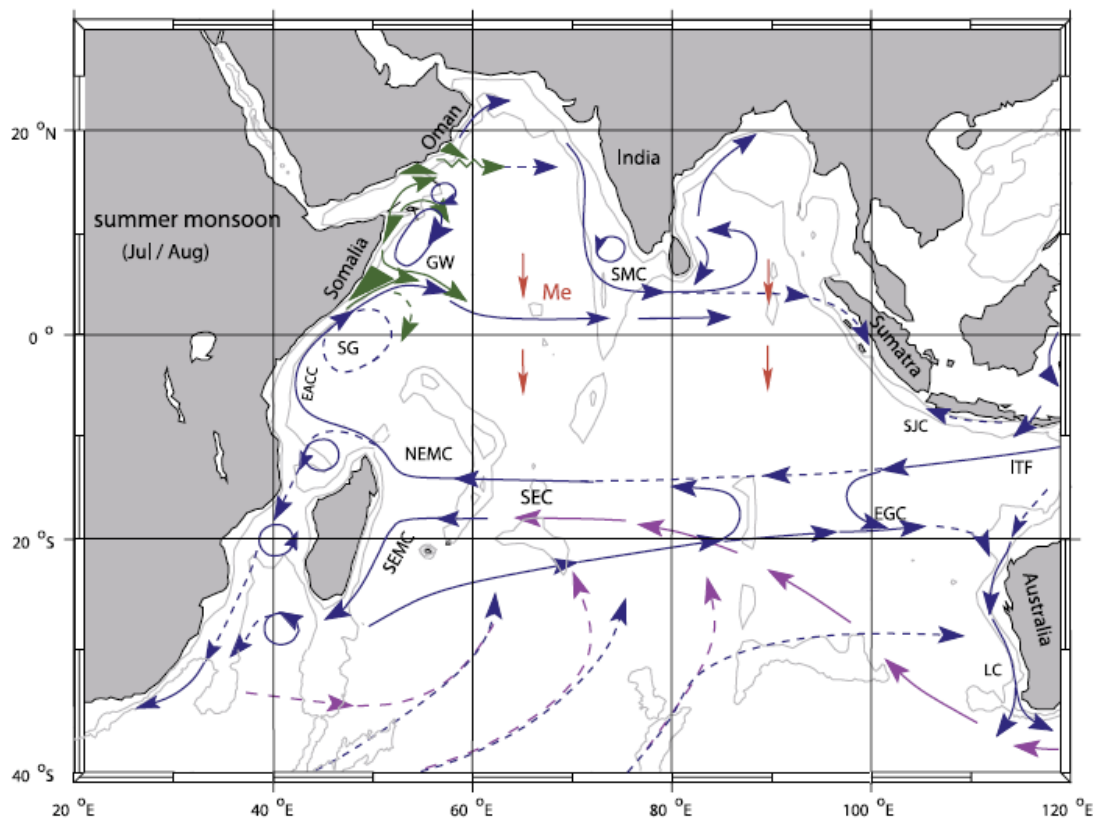 20 °N
Oman
India
summer monsoon
(Jul / Aug)
Somalia
GW
SMC
Me
0 °
SG
Sumatra
EACC
SJC
NEMC
ITF
SEC
EGC
20 °S
SEMC
Australia
LC
40 °S
20 °E
40 °E
60 °E
80 °E
100 °E
120 °E